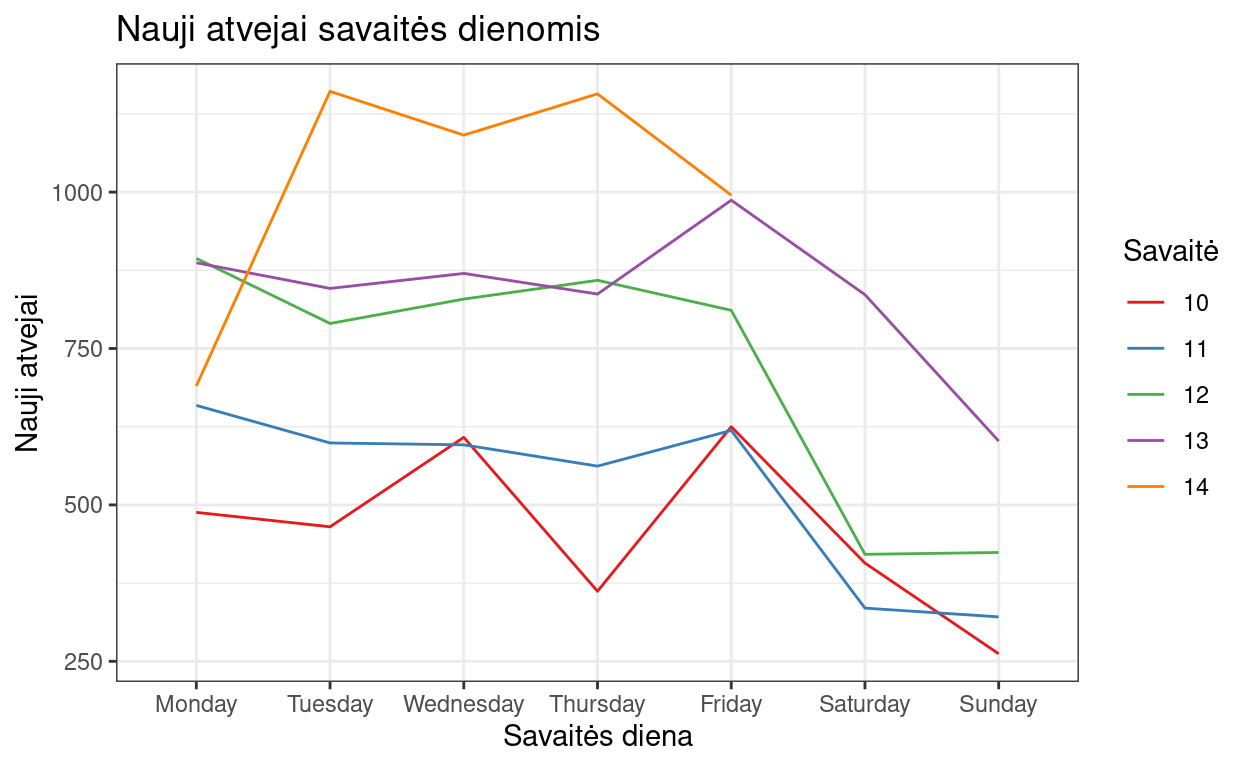 Nauji atvejai savaitės dienomis
Nauji atvejai
1000
750
500
250
Monday Tuesday Wednesday Thursday Friday Saturday Sunday
Savaitės diena
Savaitė
10
11
12
13
14